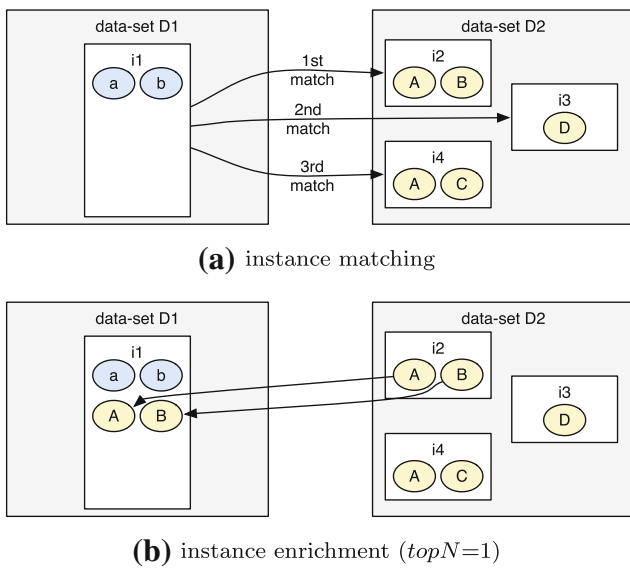 data-set D1
data-set D2
i1
a b
1st
match
i2
A B
2nd
match
i3
D
3rd
match
i4
A C
(a) instance matching
data-set D1
data-set D2
i1
a b
A B
i2
A B
i3
D
i4
A C
(b) instance enrichment (topN=1)